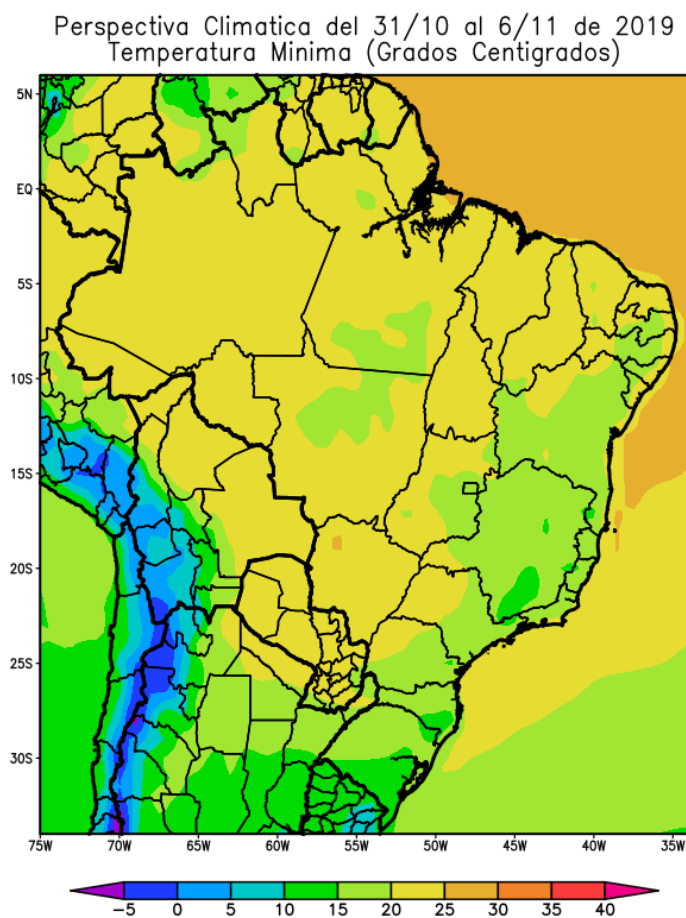 Perspectiva Climatica del 31/10 al 6/11 de 2019
Temperatura Minima (Grados Centigrados)
5N
EQ
5S
10S
15S
20S
25S
30S
75W 70W 65W 60W 55W 50W 45W 40W 35W
-5 0 5 10 15 20 25 30 35 40